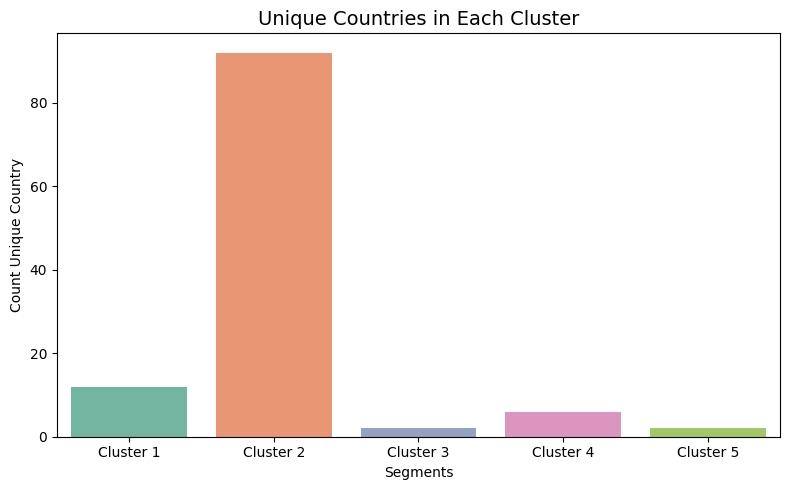 Unique Countries in Each Cluster
Count Unique Country
80
60
40
20
0
Cluster 1 Cluster 2 Cluster 3 Cluster 4 Cluster 5
Segments